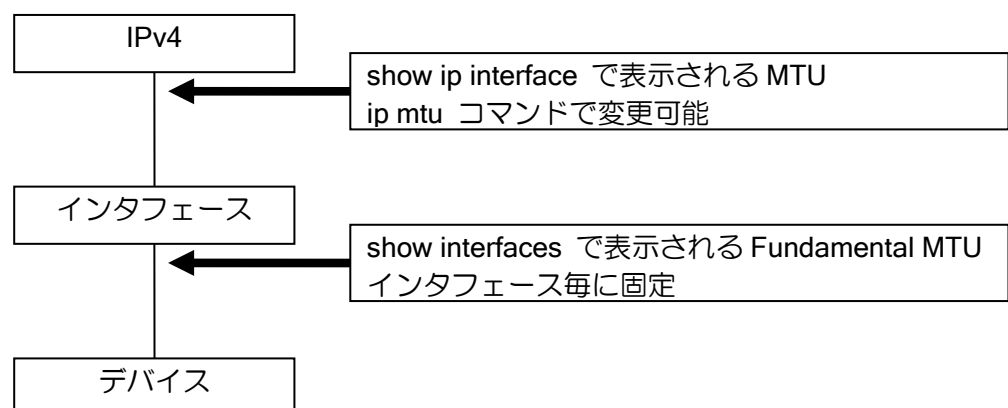 IPv4
show ip interface で表示される MTU
ip mtu コマンドで変更可能
インタフェース
show interfaces で表示される Fundamental MTU
インタフェース毎に固定
デバイス